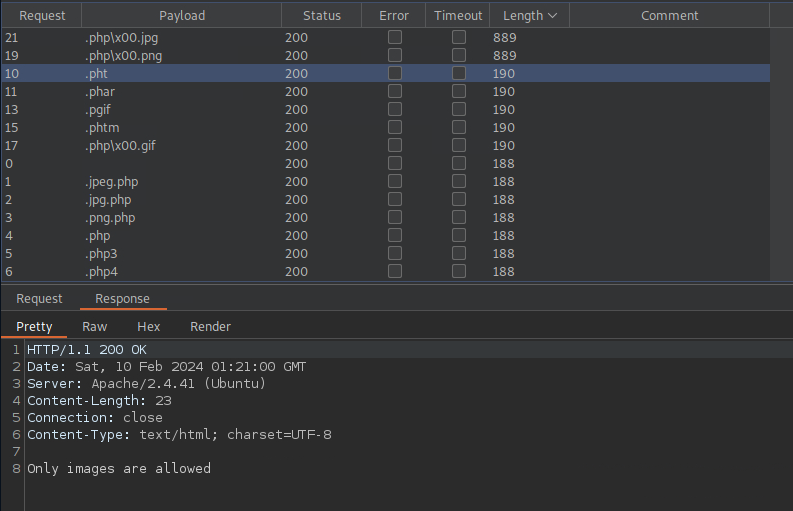 Request Payload Status Error Timeout Length Comment
21 .php\x00.jpg 200 889
19 .php\x00.png 200 889
10 .pht 200 190
11 .phar 200 190
13 .pgif 200 190
15 .phtm 200 190
17 .php\x00.gif 200 190
0 200 188
1 .jpeg.php 200 188
2 .jpg.php 200 188
3 .png.php 200 188
4 .php 200 188
5 .php3 200 188
6 .php4 200 188
Request Response
Pretty Raw Hex Render
1 HTTP/1.1 200 OK
2 Date: Sat, 10 Feb 2024 01:21:00 GMT
3 Server: Apache/2.4.41 (Ubuntu)
4 Content-Length: 23
5 Connection: close
6 Content-Type: text/html; charset=UTF-8
7
8 Only images are allowed